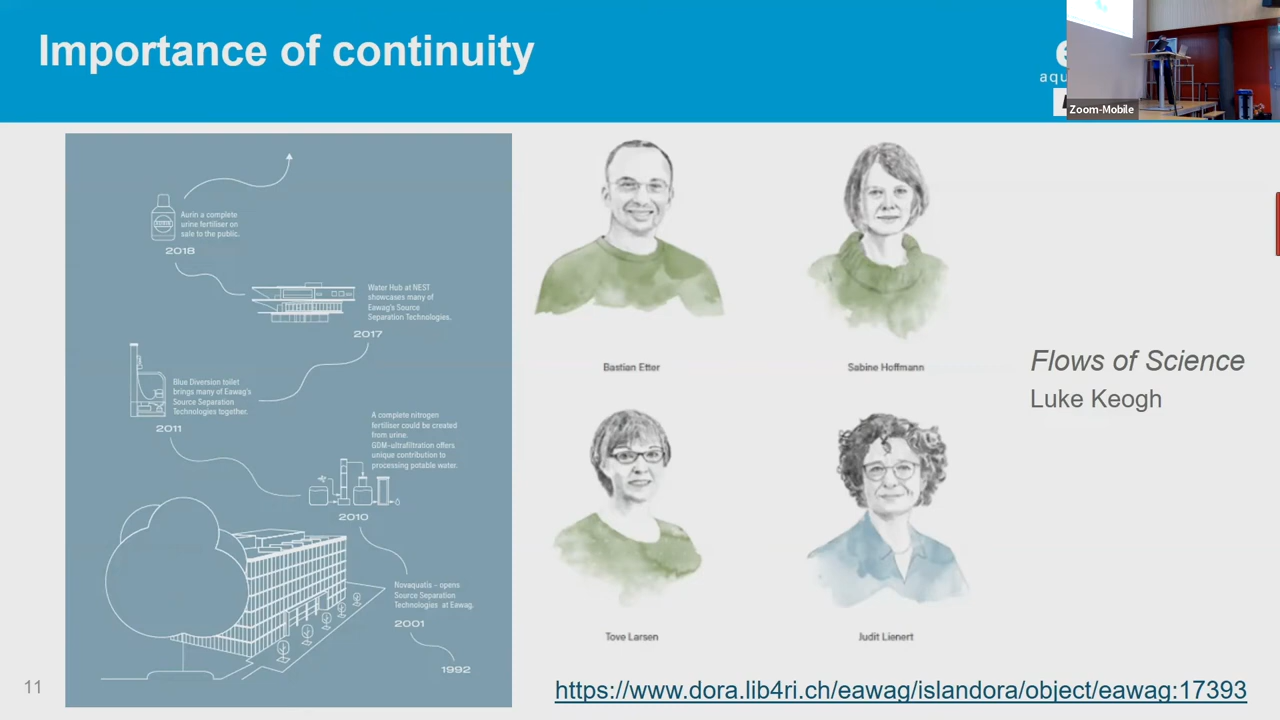 Importance of continuity
aqu
Zoom-Mobile
Aurin a complete
urine fertiliser on
sale to the public.
2018
Water Hub at NEST
showcases many of
Eawag's Source
Separation Technologies.
2017
Blue Diversion toilet
brings many of Eawag's
Source Separation
Technologies together.
2011
A complete nitrogen
fertiliser could be created
from urine.
GDM-ultrafiltration offers
unique contribution to
processing potable water.
2010
Novaquatis – opens
Source Separation
Technologies at Eawag.
2001
1992
Bastian Etter
Sabine Hoffmann
Tove Larsen
Judit Lienert
Flows of Science
Luke Keogh
11
https://www.dora.lib4ri.ch/eawag/islandora/object/eawag:17393